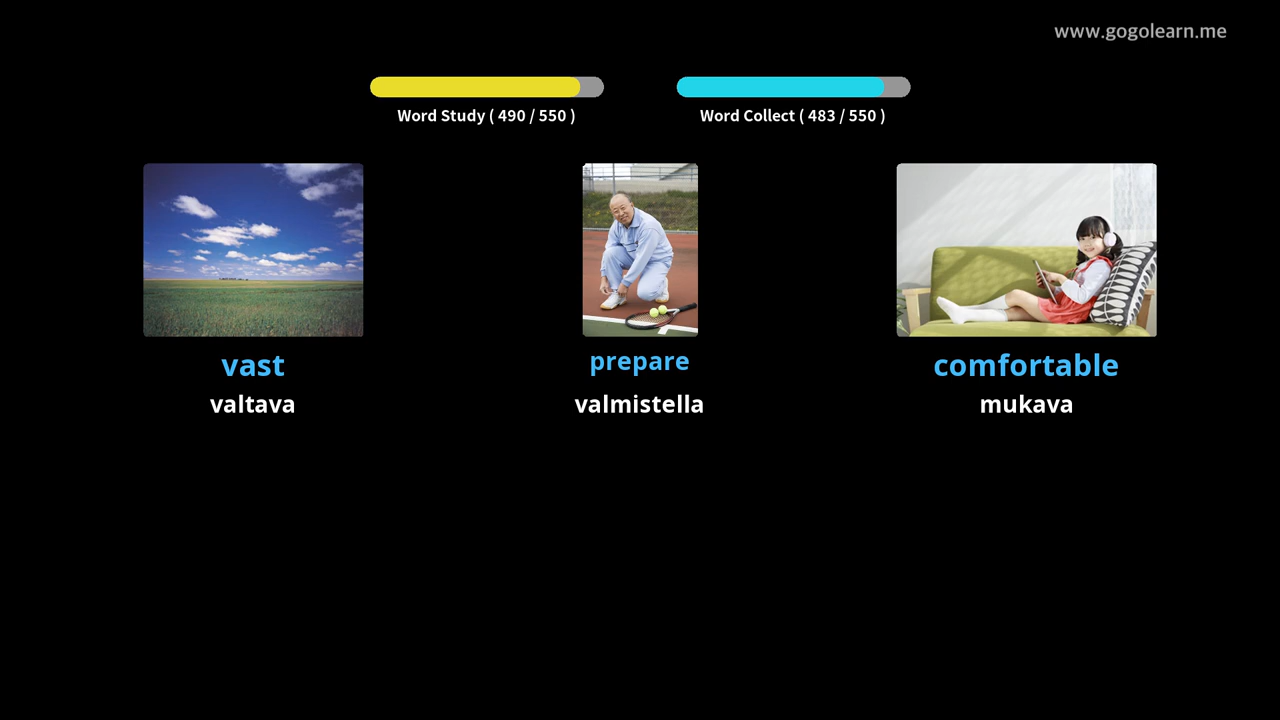 www.gogolearn.me
Word Study ( 490 / 550 )
Word Collect ( 483 / 550 )
vast
prepare
comfortable
valtava
valmistella
mukava